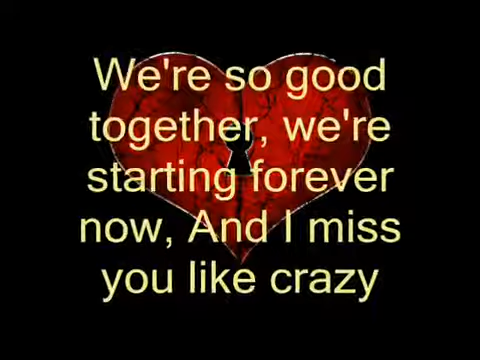 We're so good
together, we're
starting forever
now, And I miss
you like crazy